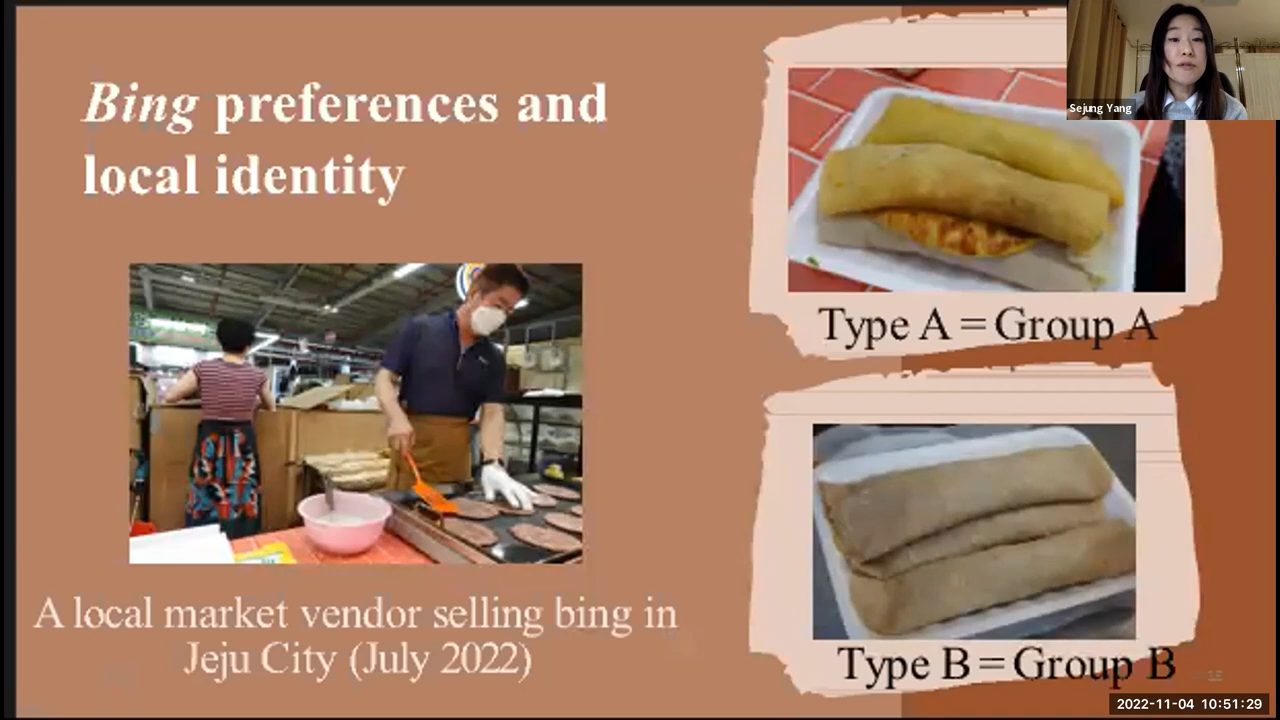 Bing preferences and
local identity
A local market vendor selling bing in
Jeju City (July 2022)
Sejung Yang
Type A = Group A
Type B = Group B
2022-11-04 10:51:29